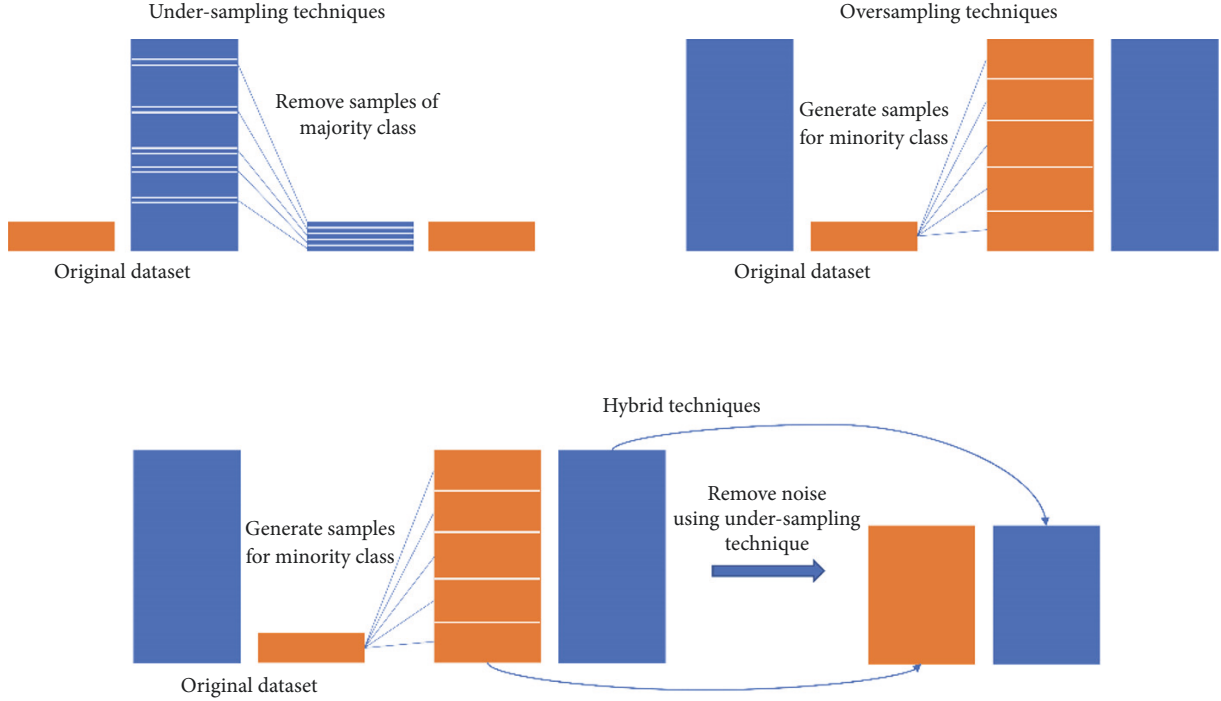 Under-sampling techniques
Remove samples of
majority class
Original dataset
Oversampling techniques
Generate samples
for minority class
Original dataset
Hybrid techniques
Generate samples
for minority class
Remove noise
using under-sampling
technique
Original dataset